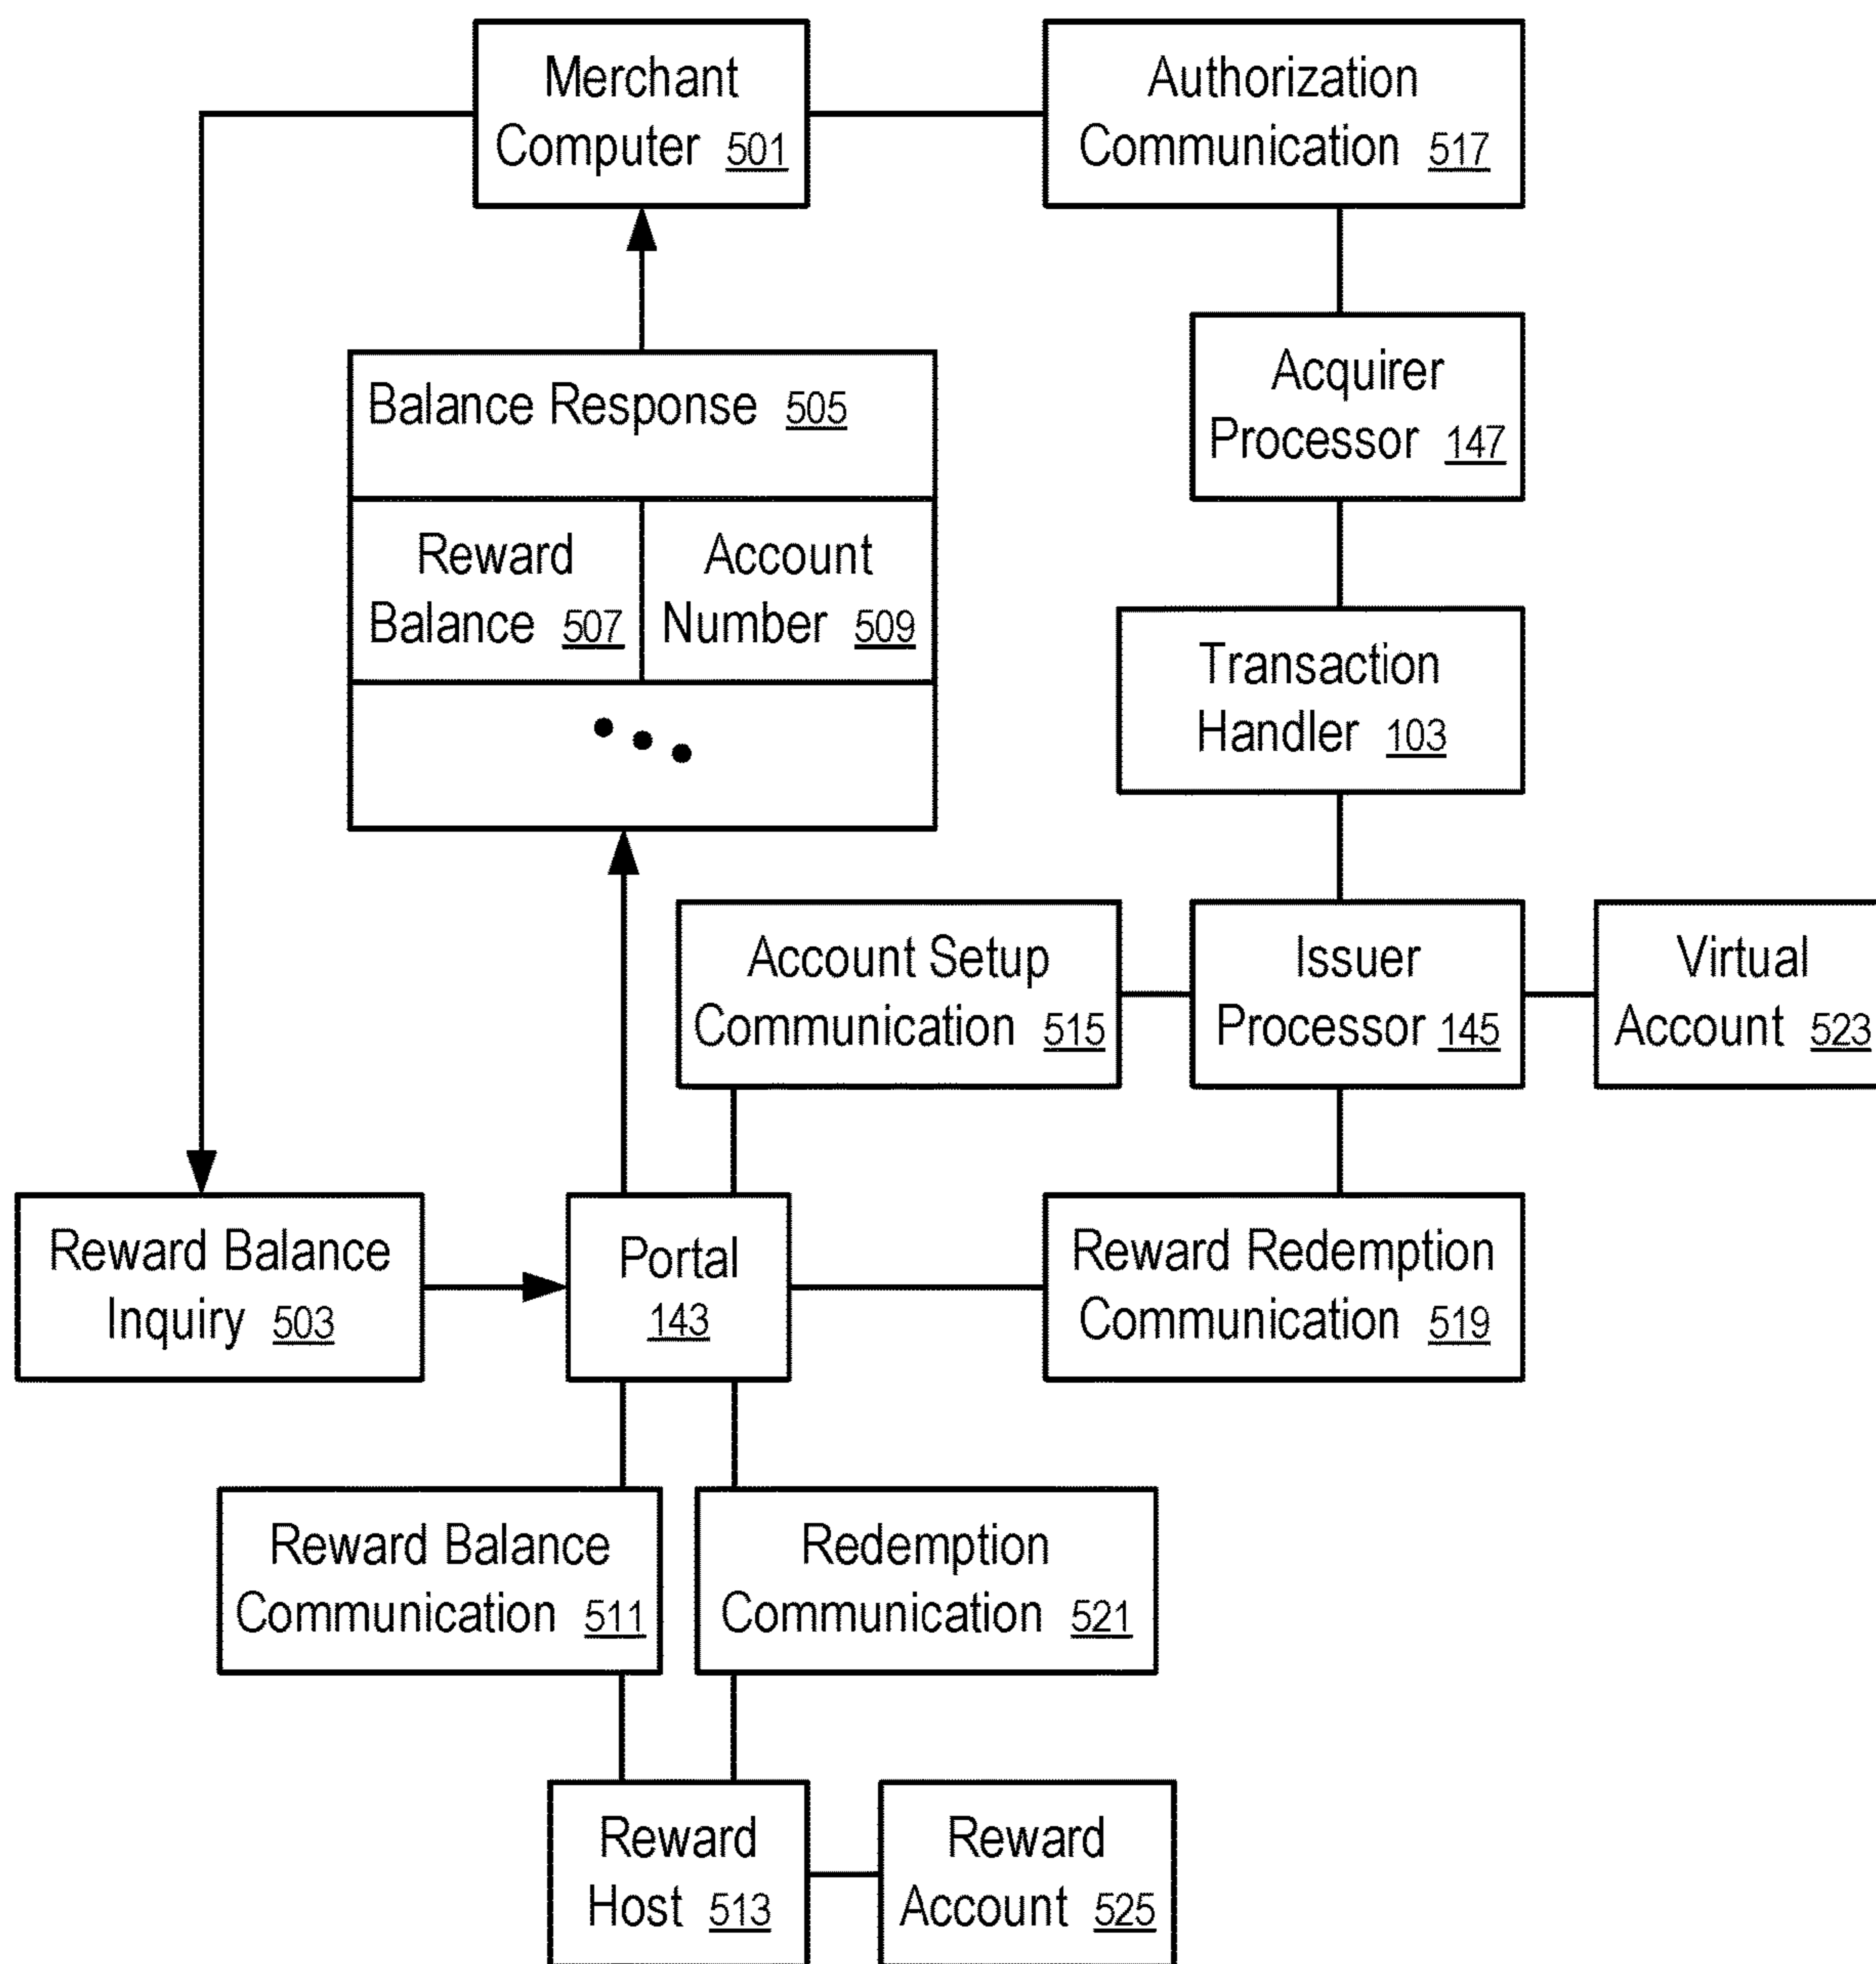 Merchant
Computer 501
Authorization
Communication 517
Acquirer
Processor 147
Balance Response 505
Reward
Balance 507
Account
Number 509
Transaction
Handler 103
Account Setup
Communication 515
Issuer
Processor 145
Virtual
Account 523
Reward Balance
Inquiry 503
Portal
143
Reward Redemption
Communication 519
Reward Balance
Communication 511
Redemption
Communication 521
Reward
Host 513
Reward
Account 525